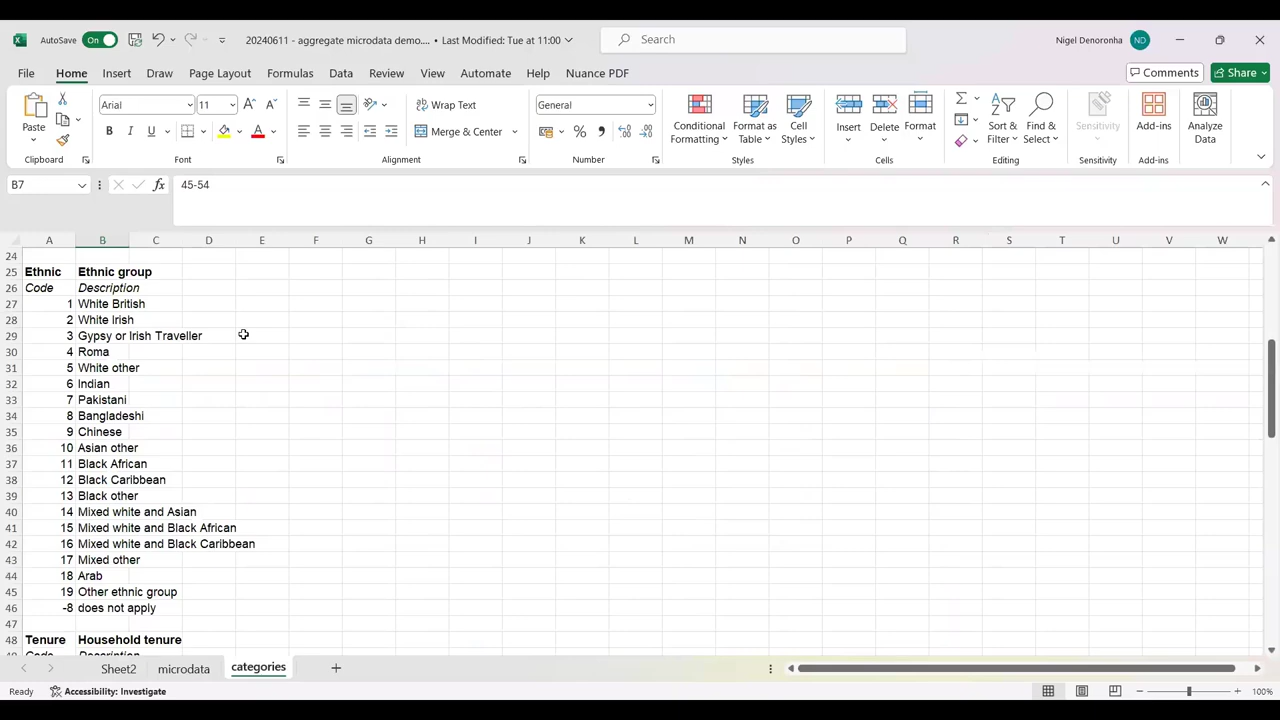 AutoSave On 20240611 - aggregate microdata demo.... • Last Modified: Tue at 11:00 Search Nigel Denoronha ND
File Home Insert Draw Page Layout Formulas Data Review View Automate Help Nuance PDF Comments Share
Arial 11 Wrap Text General
Paste B I U Merge & Center Conditional Formatting Format as Table Cell Styles Insert Delete Format Sort & Filter Find & Select Sensitivity Add-ins Analyze Data
Clipboard Font Alignment Number Styles Cells Editing Sensitivity Add-ins
B7 fx 45-54
A B C D E F G H I J K L M N O P Q R S T U V W
24
25 Ethnic Ethnic group
26 Code Description
27 1 White British
28 2 White Irish
29 3 Gypsy or Irish Traveller
30 4 Roma
31 5 White other
32 6 Indian
33 7 Pakistani
34 8 Bangladeshi
35 9 Chinese
36 10 Asian other
37 11 Black African
38 12 Black Caribbean
39 13 Black other
40 14 Mixed white and Asian
41 15 Mixed white and Black African
42 16 Mixed white and Black Caribbean
43 17 Mixed other
44 18 Arab
45 19 Other ethnic group
46 -8 does not apply
47
48 Tenure Household tenure
Code Description
Sheet2 microdata categories
Ready Accessibility: Investigate 100%